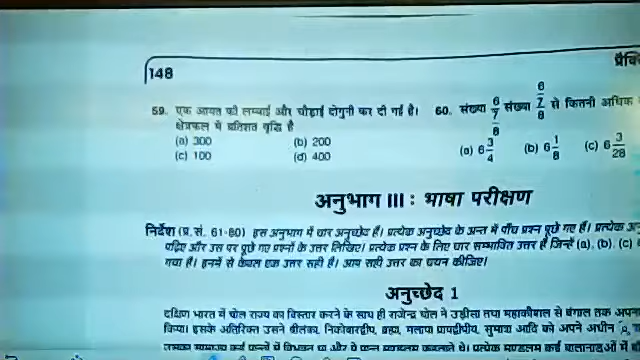 148
59. एक आयत की लम्बाई और चौड़ाई दोगुनी कर दी गई है।
क्षेत्रफल में प्रतिशत वृद्धि है
(a) 300 (b) 200
(c) 100 (d) 400
60. संख्या 6/(7/8) संख्या (6/7)/8 से कितनी अधिक
(a) 6 3/4 (b) 6 1/8 (c) 6 3/28
अनुभाग III : भाषा परीक्षण
निर्देश (प्र. सं. 61-80) इस अनुभाग में चार अनुच्छेद हैं। प्रत्येक अनुच्छेद के अन्त में पाँच प्रश्न पूछे गए हैं। प्रत्येक
पढ़िए और उस पर पूछे गए प्रश्नों के उत्तर लिखिए। प्रत्येक प्रश्न के लिए चार सम्भावित उत्तर हैं जिन्हें (a), (b), (c)
गया है। इनमें से केवल एक उत्तर सही है। आप सही उत्तर का चयन कीजिए।
अनुच्छेद 1
दक्षिण भारत में चोल राज्य का विस्तार करने के साथ ही राजेन्द्र चोल ने उड़ीसा तथा महाकोशल से बंगाल तक
किया। इसके अतिरिक्त उसने श्रीलंका, निकोबारद्वीप, ब्रह्मा, मलाया प्रायद्वीप, सुमात्रा आदि को अपने अधीन